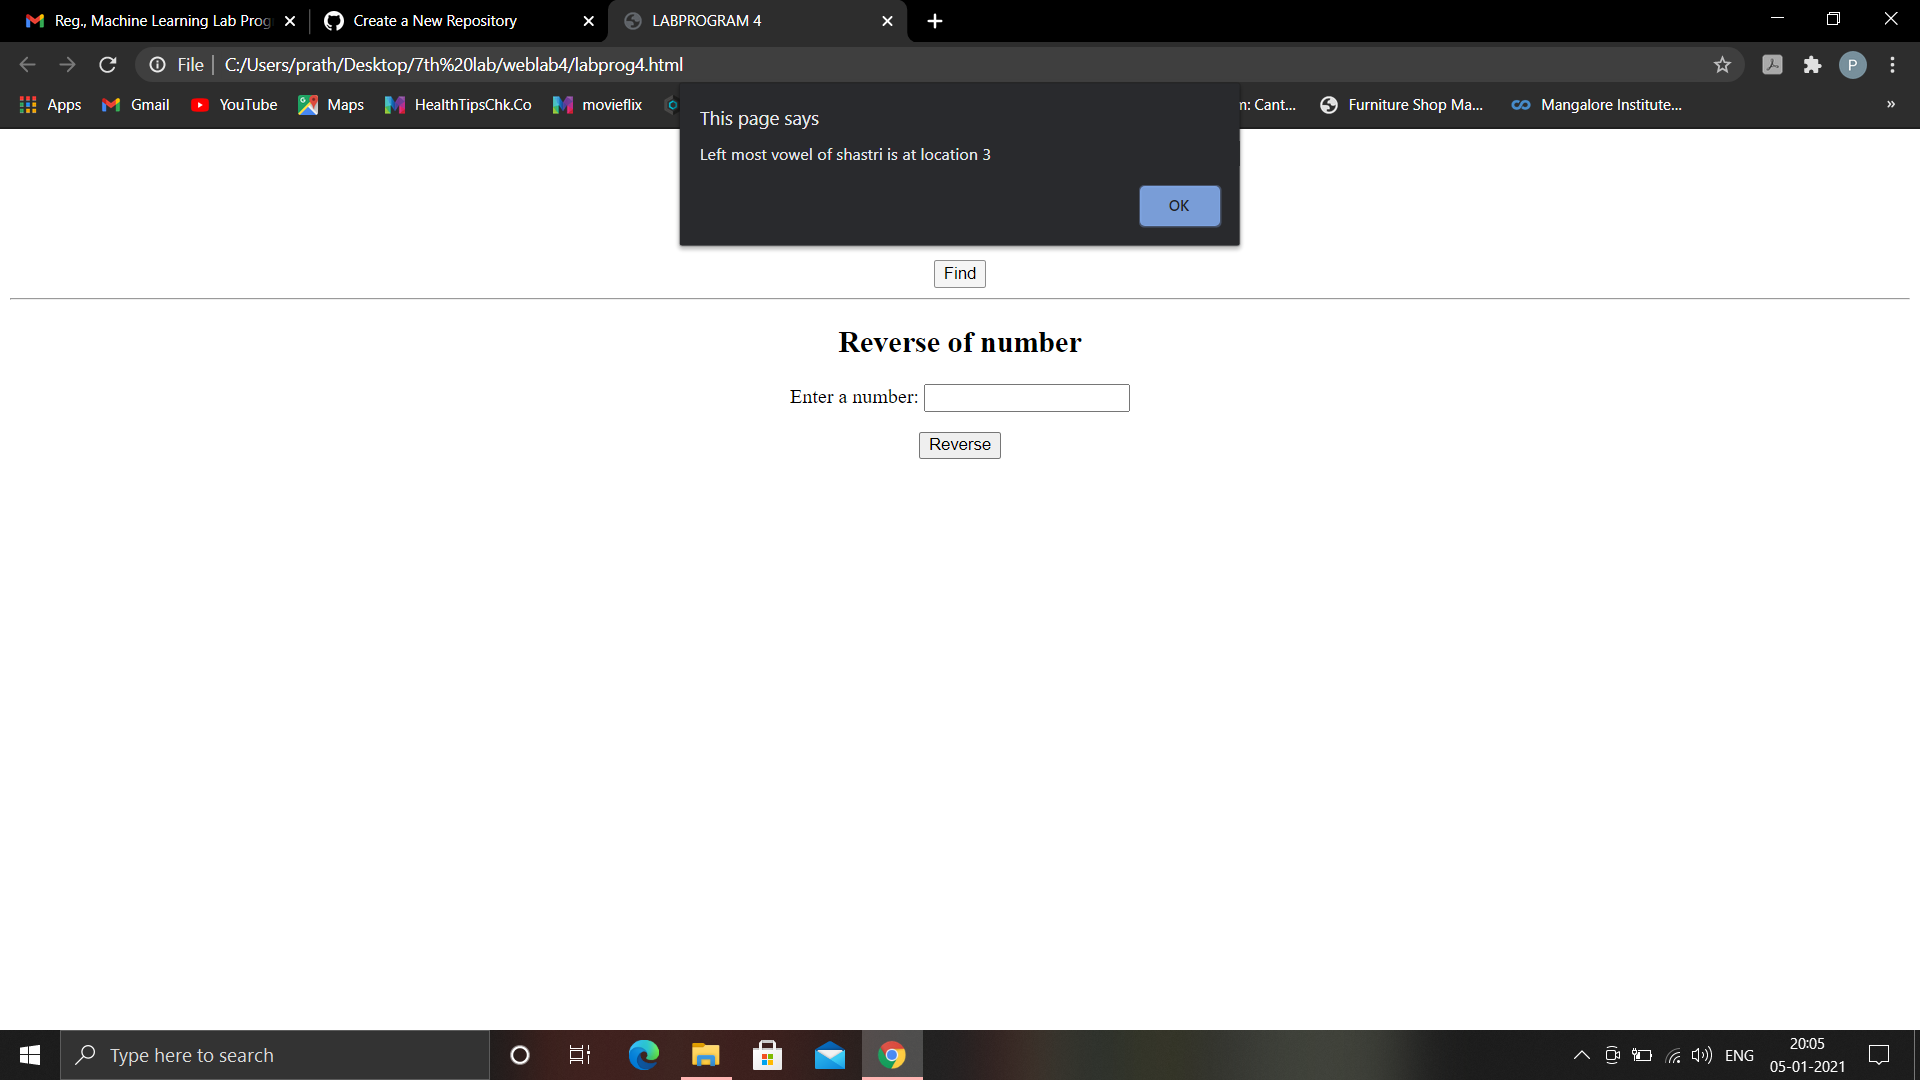 Reg., Machine Learning Lab Prog
Create a New Repository
LABPROGRAM 4
File
C:/Users/prath/Desktop/7th%20lab/weblab4/labprog4.html
P
Apps
Gmail
YouTube
Maps
HealthTipsChk.Co
movieflix
: Cant...
Furniture Shop Ma...
Mangalore Institute...
»
This page says
Left most vowel of shastri is at location 3
OK
Find
Reverse of number
Enter a number:
Reverse
Type here to search
ENG
20:05
05-01-2021